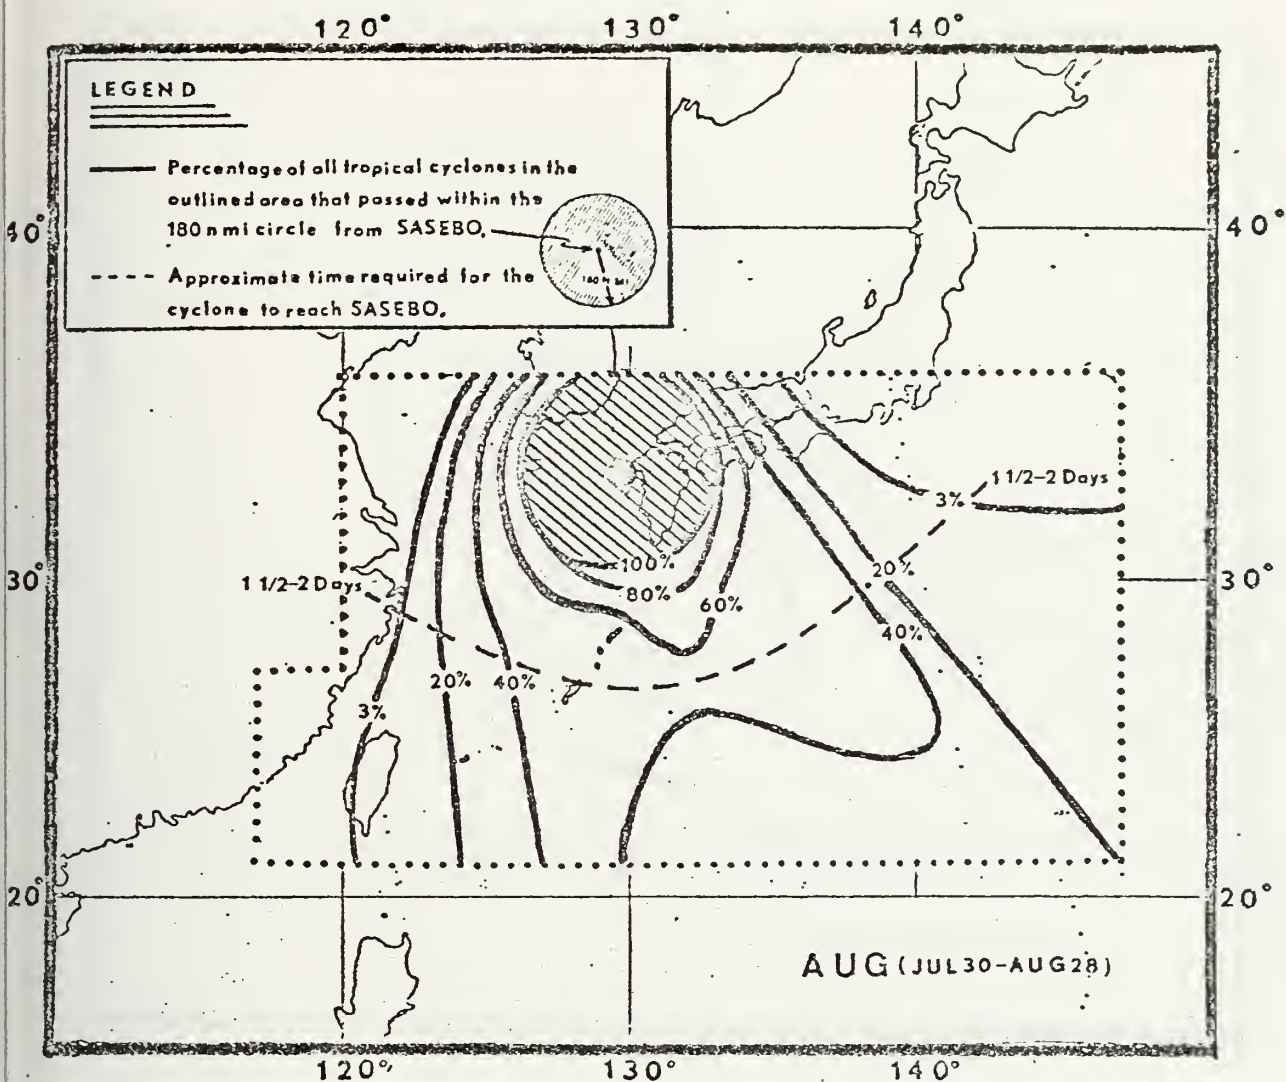 120° 130° 140°
LEGEND
Percentage of all tropical cyclones in the
outlined area that passed within the
180 nmi circle from SASEBO.
Approximate time required for the
cyclone to reach SASEBO.
40° 40°
1 1/2-2 Days
3%
100%
20%
30° 1 1/2-2 Days 80% 30°
60%
40%
20% 40%
3%
20° 20°
AUG (JUL30-AUG28)
120° 130° 140°